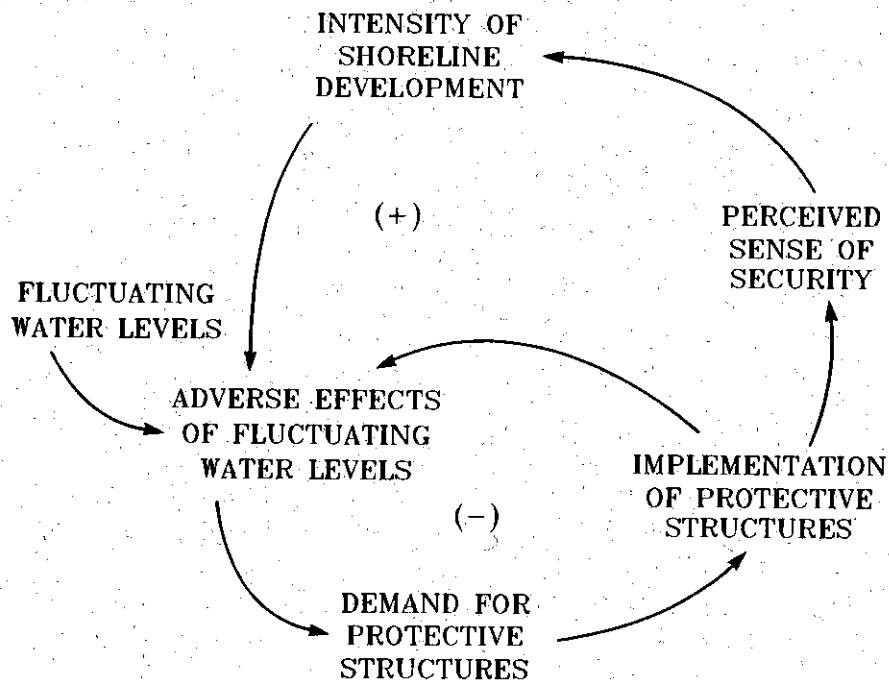 INTENSITY OF
SHORELINE
DEVELOPMENT
(+)
PERCEIVED
SENSE OF
SECURITY
FLUCTUATING
WATER LEVELS
ADVERSE EFFECTS
OF FLUCTUATING
WATER LEVELS
IMPLEMENTATION
OF PROTECTIVE
STRUCTURES
(−)
DEMAND FOR
PROTECTIVE
STRUCTURES